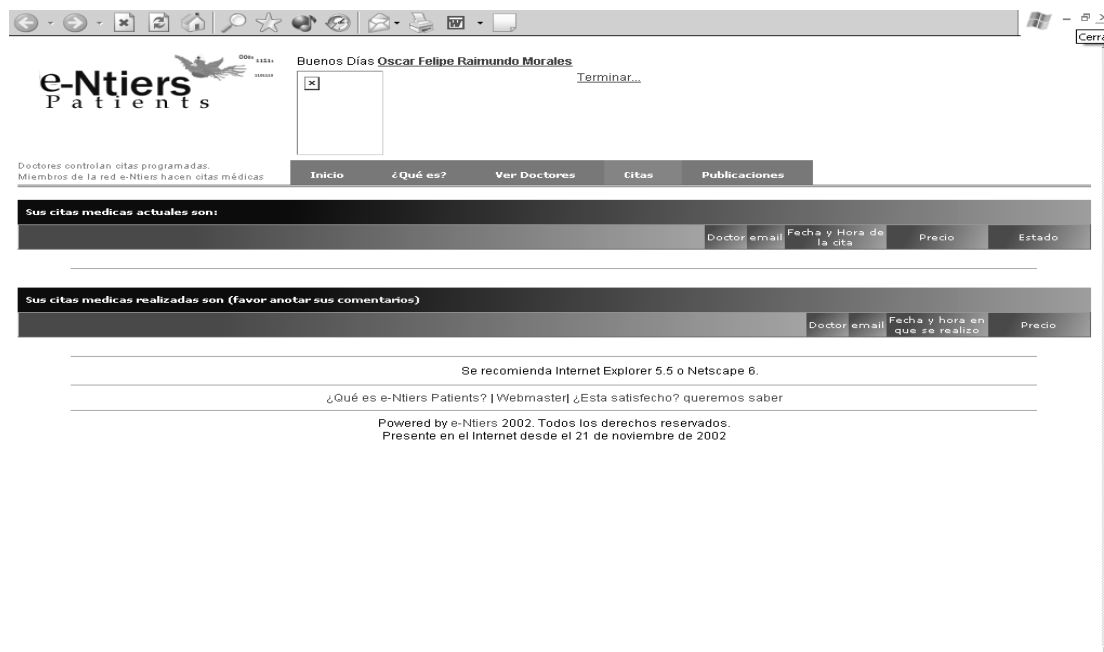 Cerra
e-Ntiers
Patients
Buenos Días Oscar Felipe Raimundo Morales
Terminar...
Doctores controlan citas programadas.
Miembros de la red e-Ntiers hacen citas médicas
Inicio ¿Qué es? Ver Doctores Citas Publicaciones
Sus citas medicas actuales son:
Doctor email Fecha y Hora de la cita Precio Estado
Sus citas medicas realizadas son (favor anotar sus comentarios)
Doctor email Fecha y hora en que se realizo Precio
Se recomienda Internet Explorer 5.5 o Netscape 6.
¿Qué es e-Ntiers Patients? | Webmaster| ¿Esta satisfecho? queremos saber
Powered by e-Ntiers 2002. Todos los derechos reservados.
Presente en el Internet desde el 21 de noviembre de 2002